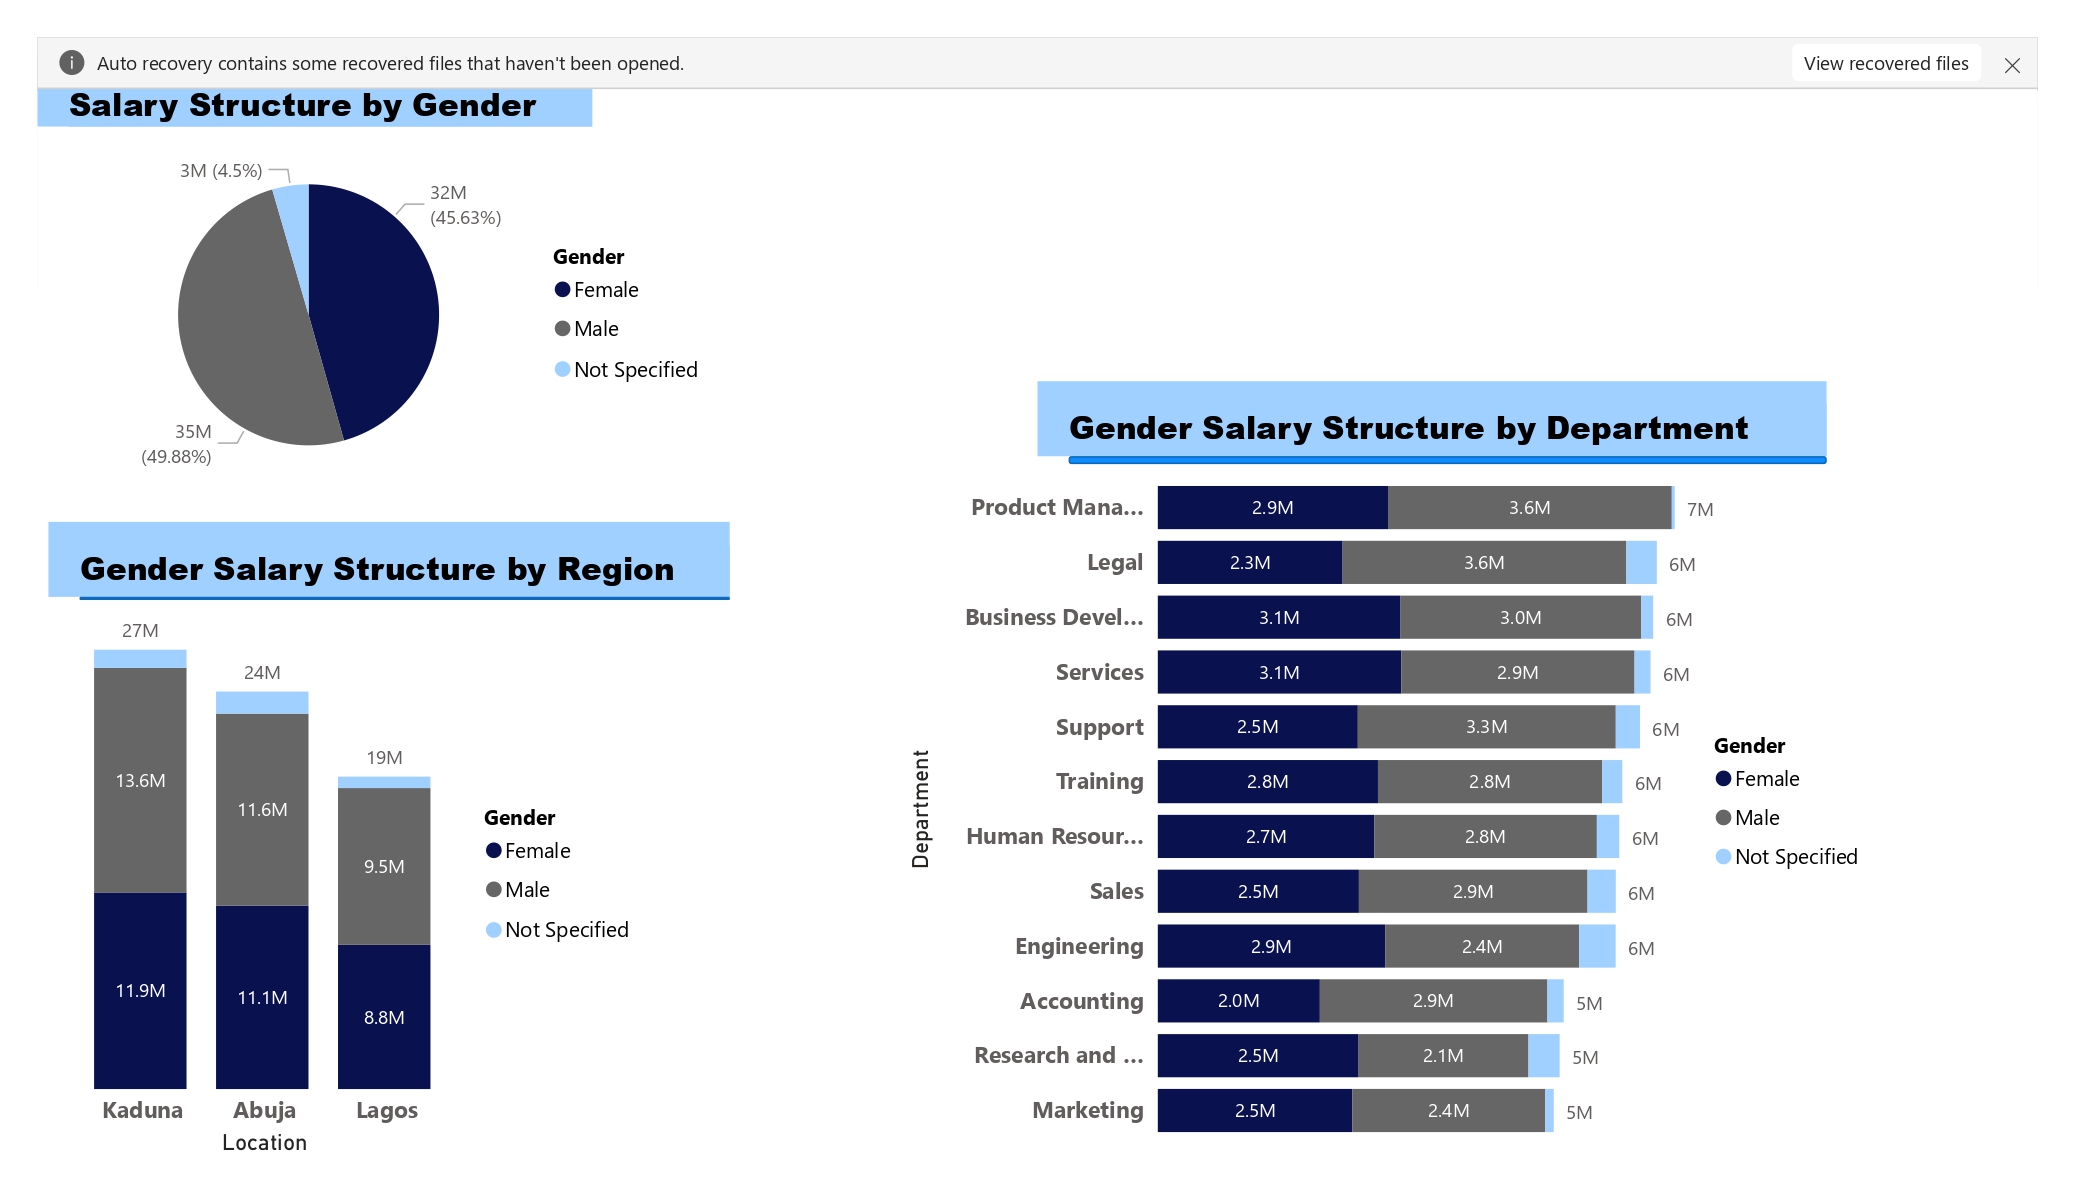 Auto recovery contains some recovered files that haven't been opened.
View recovered files
Salary Structure by Gender
3M (4.5%)
32M
(45.63%)
35M
(49.88%)
Gender
Female
Male
Not Specified
Gender Salary Structure by Region
27M
24M
19M
13.6M
11.6M
9.5M
11.9M
11.1M
8.8M
Kaduna
Abuja
Lagos
Location
Gender
Female
Male
Not Specified
Gender Salary Structure by Department
Department
Product Mana... 2.9M 3.6M 7M
Legal 2.3M 3.6M 6M
Business Devel... 3.1M 3.0M 6M
Services 3.1M 2.9M 6M
Support 2.5M 3.3M 6M
Training 2.8M 2.8M 6M
Human Resour... 2.7M 2.8M 6M
Sales 2.5M 2.9M 6M
Engineering 2.9M 2.4M 6M
Accounting 2.0M 2.9M 5M
Research and ... 2.5M 2.1M 5M
Marketing 2.5M 2.4M 5M
Gender
Female
Male
Not Specified